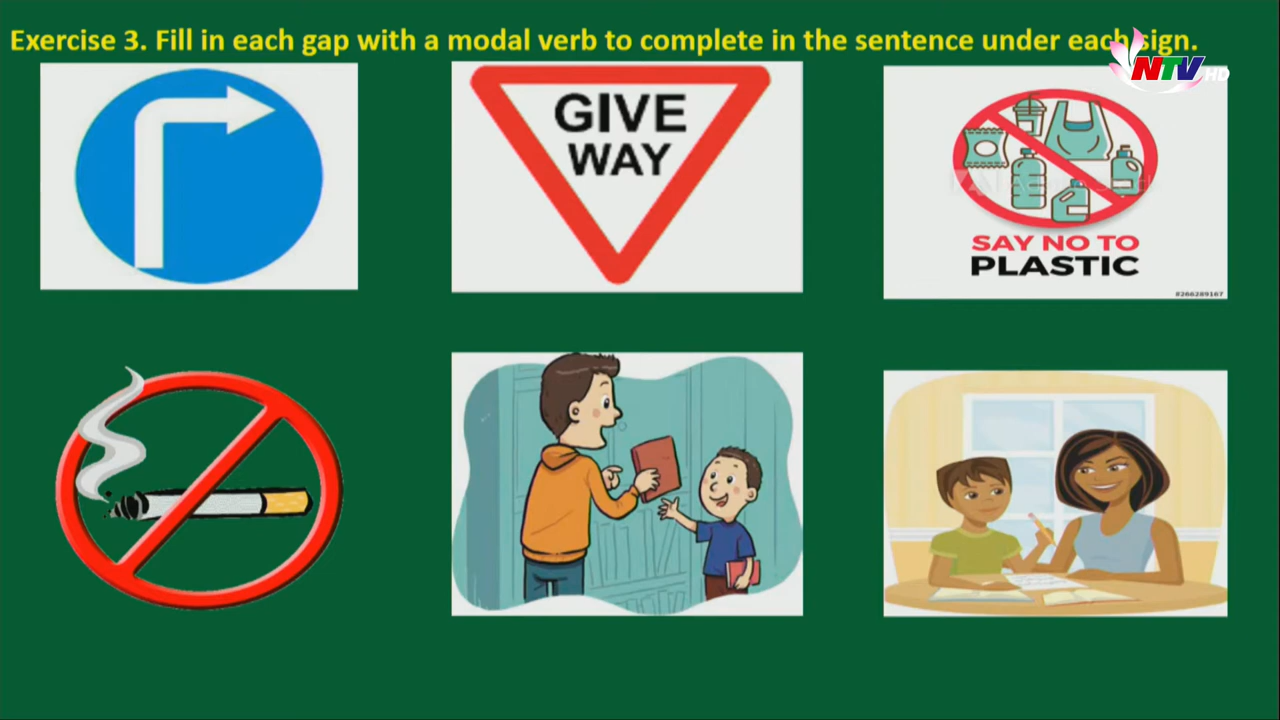 Exercise 3. Fill in each gap with a modal verb to complete in the sentence under each sign.
NTV HD
GIVE
WAY
SAY NO TO
PLASTIC
#266289167